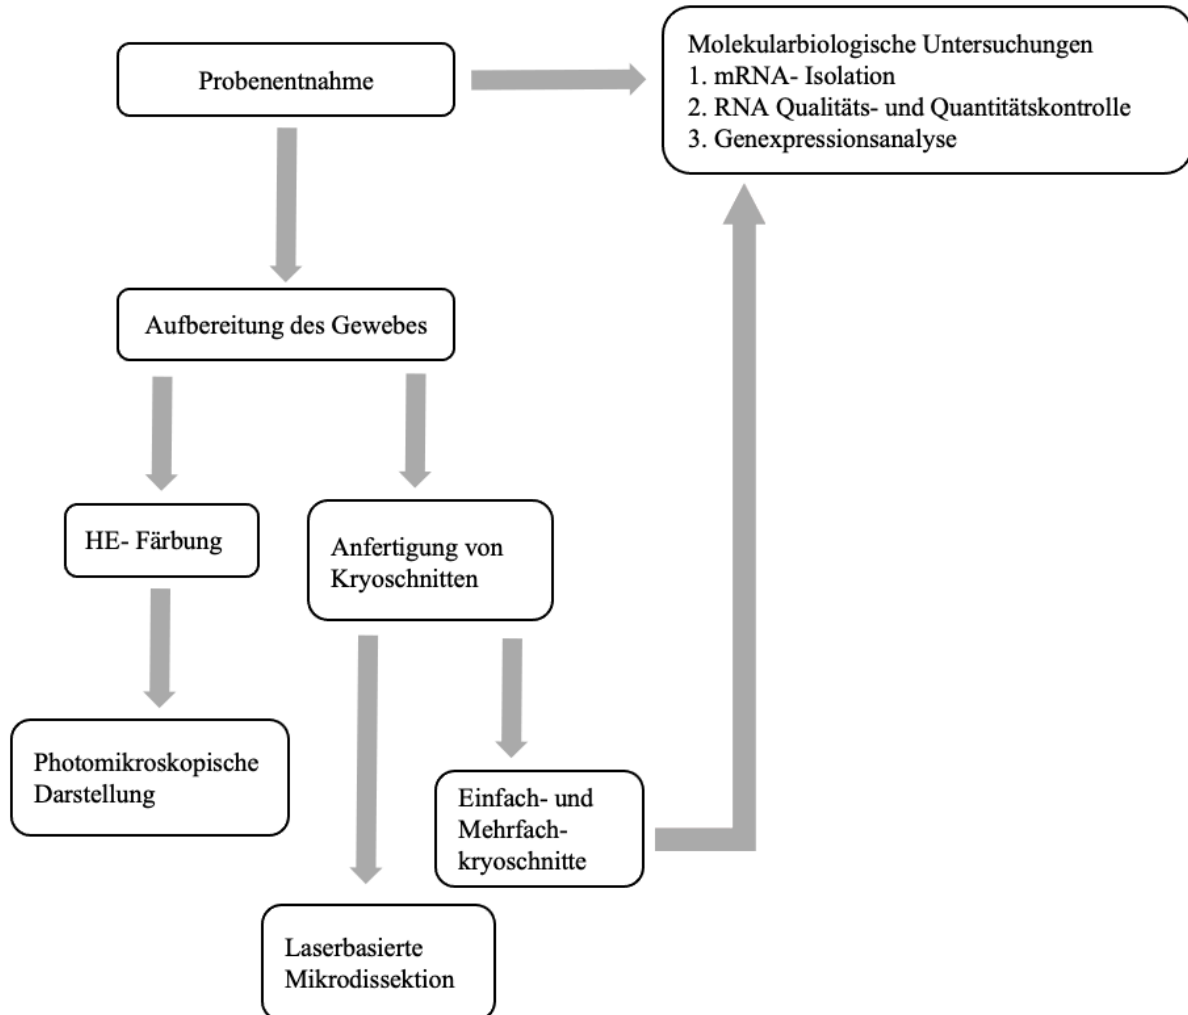 Probenentnahme
Molekularbiologische Untersuchungen
1. mRNA- Isolation
2. RNA Qualitäts- und Quantitätskontrolle
3. Genexpressionsanalyse
Aufbereitung des Gewebes
HE- Färbung
Anfertigung von
Kryoschnitten
Photomikroskopische
Darstellung
Einfach- und
Mehrfach-
kryoschnitte
Laserbasierte
Mikrodissektion